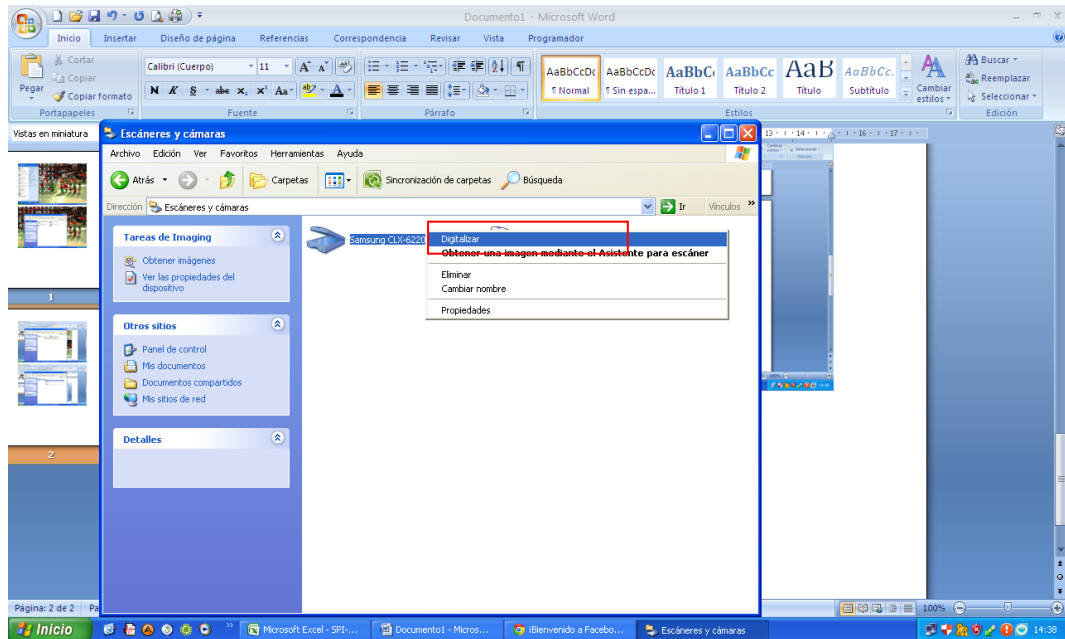 Documento1 - Microsoft Word
Inicio Insertar Diseño de página Referencias Correspondencia Revisar Vista Programador
Cortar
Copiar
Copiar formato
Pegar
Portapapeles
Calibri (Cuerpo) 11
Fuente
Párrafo
AaBbCcDc AaBbCcDc AaBbC AaBbCc AaB AaBbCc.
¶ Normal ¶ Sin espa... Título 1 Título 2 Título Subtítulo
Cambiar
estilos
Estilos
Buscar
Reemplazar
Seleccionar
Edición
Vistas en miniatura
1
2
Escáneres y cámaras
Archivo Edición Ver Favoritos Herramientas Ayuda
Atrás Carpetas Sincronización de carpetas Búsqueda
Dirección Escáneres y cámaras Ir Vínculos
Tareas de Imaging
Obtener imágenes
Ver las propiedades del
dispositivo
Otros sitios
Panel de control
Mis documentos
Documentos compartidos
Mis sitios de red
Detalles
Samsung CLX-6220
Digitalizar
Obtener una imagen mediante el Asistente para escáner
Eliminar
Cambiar nombre
Propiedades
13 14 16 17
Página: 2 de 2 Pa
100%
Inicio
Microsoft Excel - SPI-...
Documento1 - Micros...
¡Bienvenido a Facebo...
Escáneres y cámaras
14:38